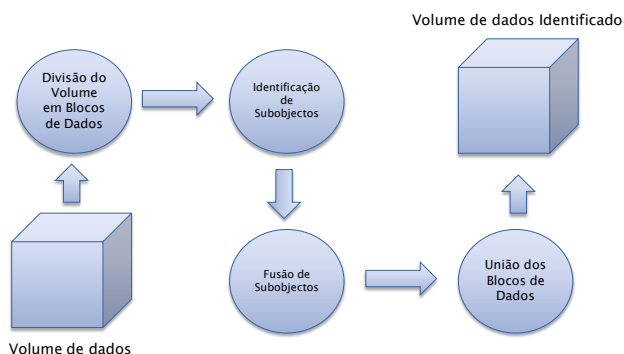 Volume de dados Identificado
Divisão do
Volume
em Blocos
de Dados
Identificação
de
Subobjectos
Fusão de
Subobjectos
União dos
Blocos de
Dados
Volume de dados